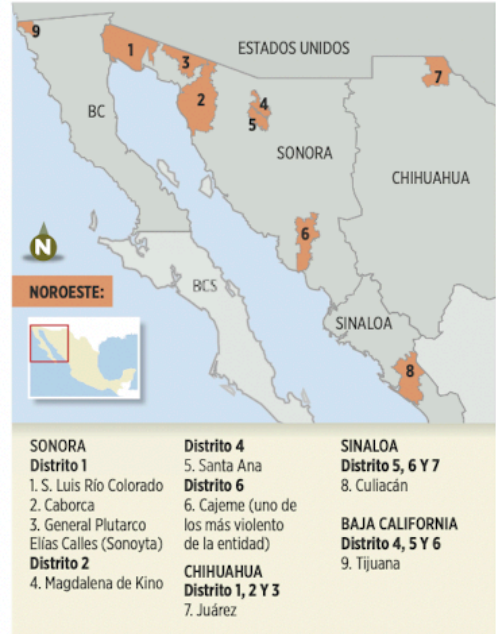 9
1
3
2
4
5
ESTADOS UNIDOS
7
BC
SONORA
CHIHUAHUA
6
N
NOROESTE:
BCS
SINALOA
8
SONORA
Distrito 1
1. S. Luis Río Colorado
2. Caborca
3. General Plutarco
Elías Calles (Sonoyta)
Distrito 2
4. Magdalena de Kino
Distrito 4
5. Santa Ana
Distrito 6
6. Cajeme (uno de
los más violento
de la entidad)
CHIHUAHUA
Distrito 1, 2 Y 3
7. Juárez
SINALOA
Distrito 5, 6 Y 7
8. Culiacán
BAJA CALIFORNIA
Distrito 4, 5 Y 6
9. Tijuana